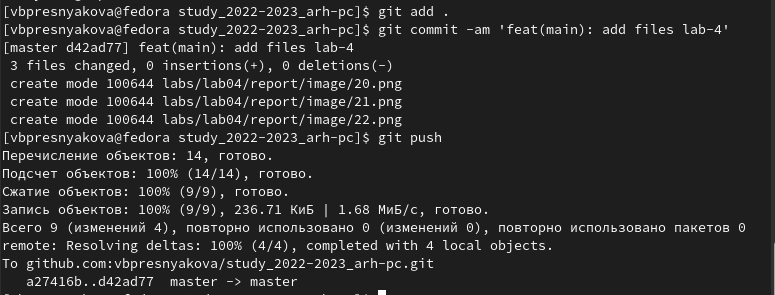 [vbpresnyakova@fedora study_2022-2023_arh-pc]$ git add .
[vbpresnyakova@fedora study_2022-2023_arh-pc]$ git commit -am 'feat(main): add files lab-4'
[master d42ad77] feat(main): add files lab-4
 3 files changed, 0 insertions(+), 0 deletions(-)
 create mode 100644 labs/lab04/report/image/20.png
 create mode 100644 labs/lab04/report/image/21.png
 create mode 100644 labs/lab04/report/image/22.png
[vbpresnyakova@fedora study_2022-2023_arh-pc]$ git push
Перечисление объектов: 14, готово.
Подсчет объектов: 100% (14/14), готово.
Сжатие объектов: 100% (9/9), готово.
Запись объектов: 100% (9/9), 236.71 КиБ | 1.68 МиБ/с, готово.
Всего 9 (изменений 4), повторно использовано 0 (изменений 0), повторно использовано пакетов 0
remote: Resolving deltas: 100% (4/4), completed with 4 local objects.
To github.com:vbpresnyakova/study_2022-2023_arh-pc.git
   a27416b..d42ad77  master -> master